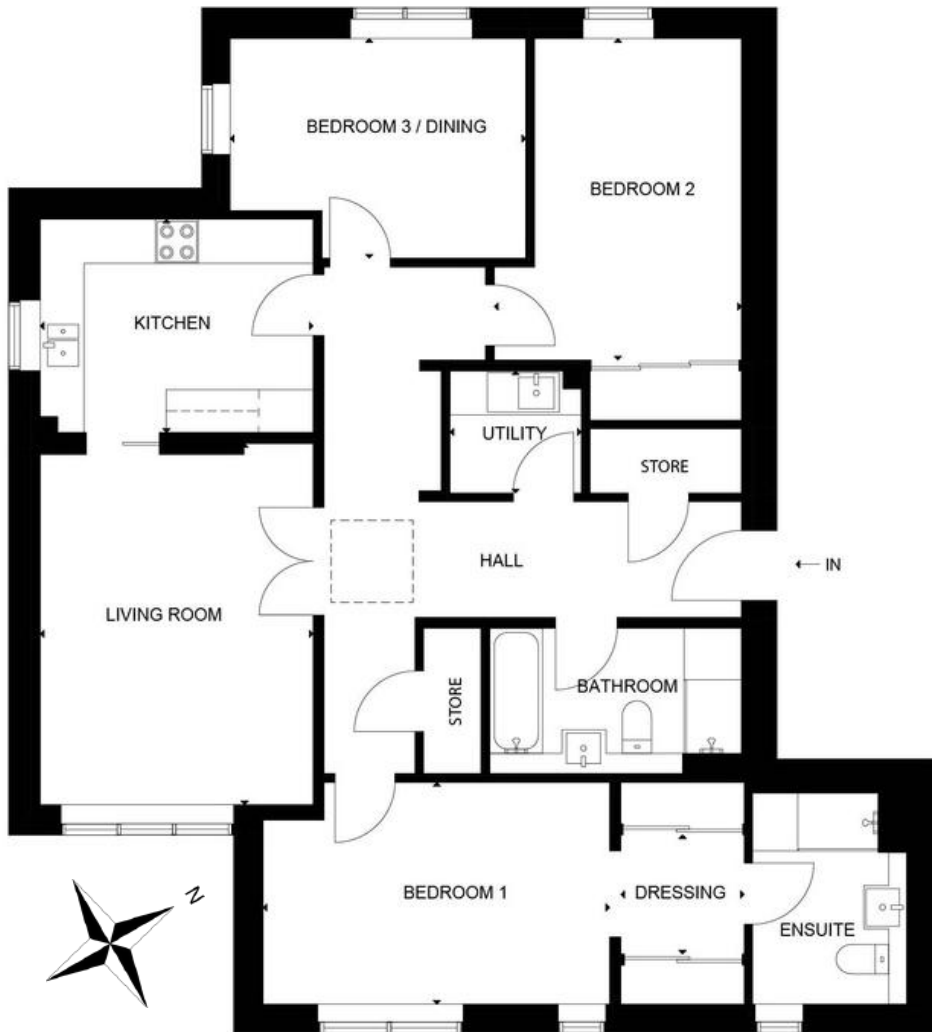 BEDROOM 3 / DINING
BEDROOM 2
KITCHEN
UTILITY
STORE
HALL
IN
LIVING ROOM
STORE
BATHROOM
BEDROOM 1
DRESSING
ENSUITE
N